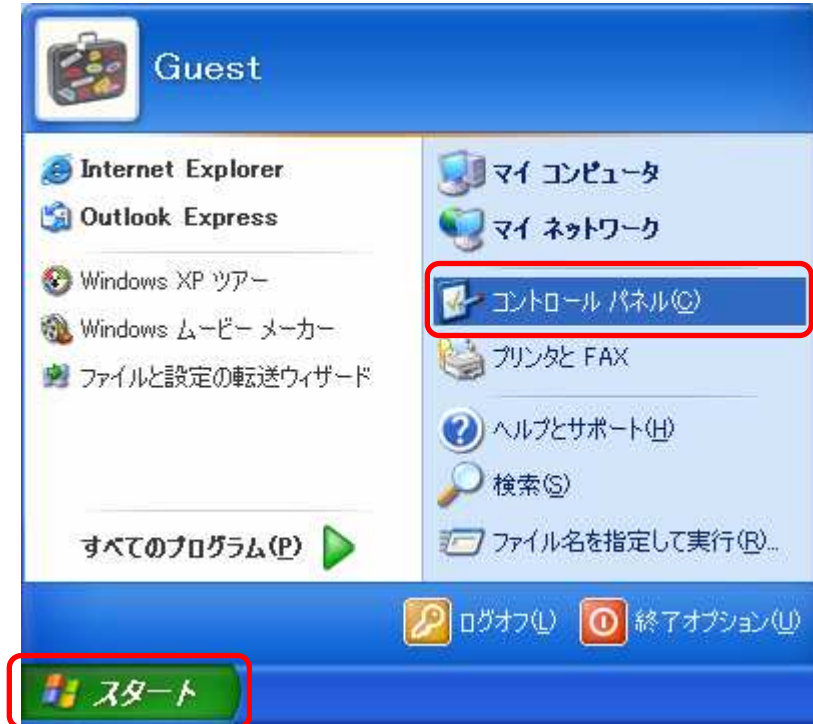 Guest
Internet Explorer
Outlook Express
Windows XP ツアー
Windows ムービー メーカー
ファイルと設定の転送ウィザード
すべてのプログラム(P)
マイ コンピュータ
マイ ネットワーク
コントロール パネル(C)
プリンタと FAX
ヘルプとサポート(H)
検索(S)
ファイル名を指定して実行(R)...
ログオフ(L)
終了オプション(U)
スタート